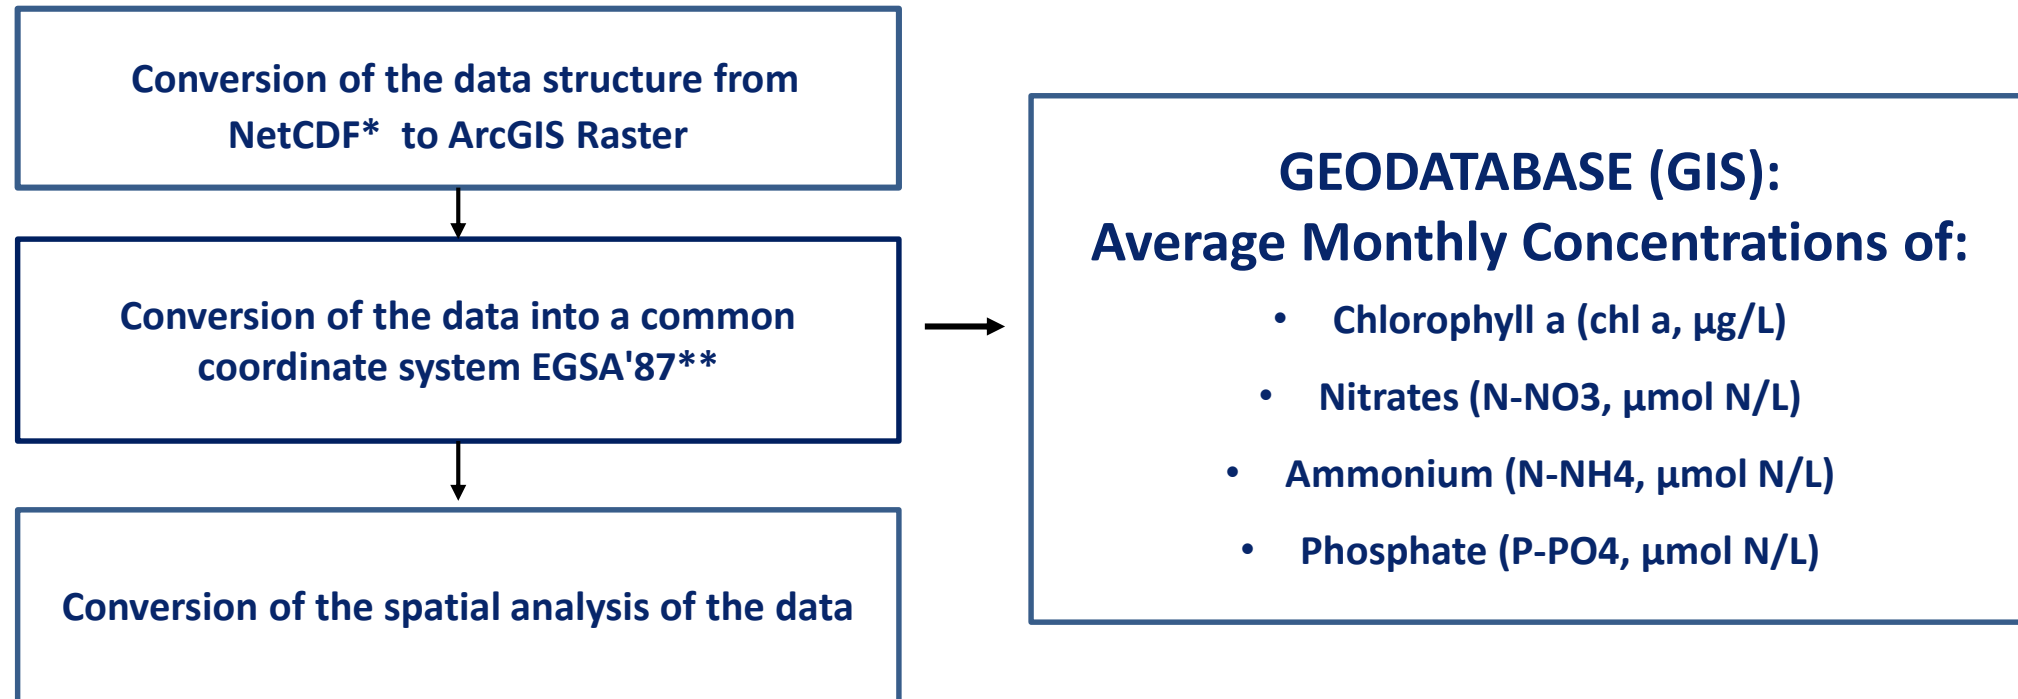 Conversion of the data structure from
NetCDF* to ArcGIS Raster
Conversion of the data into a common
coordinate system EGSA'87**
Conversion of the spatial analysis of the data
GEODATABASE (GIS):
Average Monthly Concentrations of:
• Chlorophyll a (chl a, μg/L)
• Nitrates (N-NO3, μmol N/L)
• Ammonium (N-NH4, μmol N/L)
• Phosphate (P-PO4, μmol N/L)